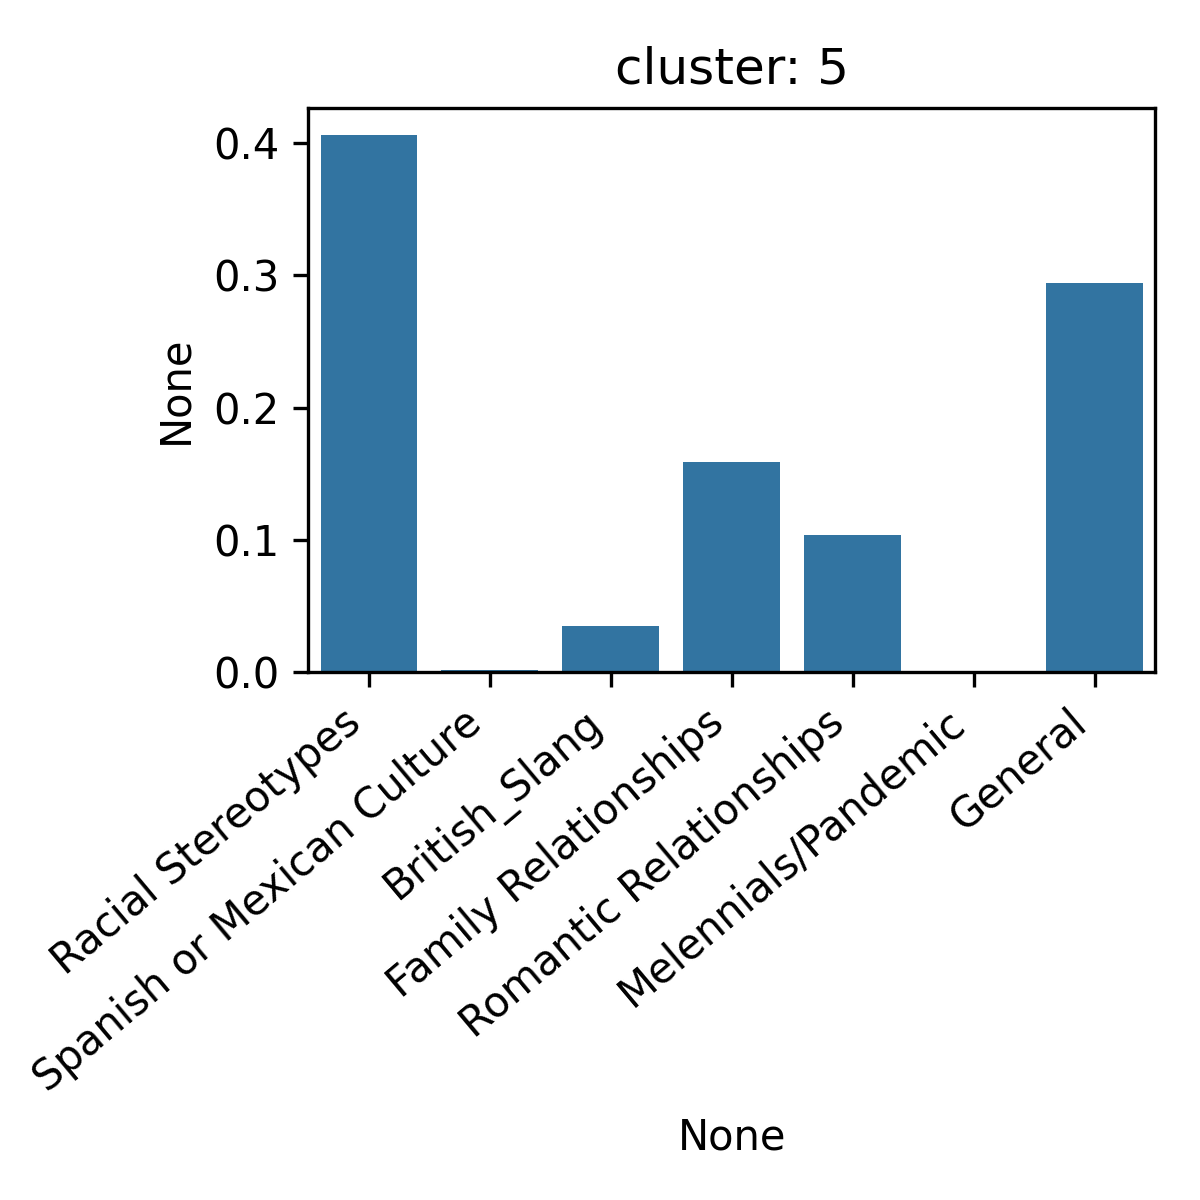 cluster: 5
0.4
0.3
0.2
0.1
0.0
None
Racial Stereotypes
Spanish or Mexican Culture
British_Slang
Family Relationships
Romantic Relationships
Melennials/Pandemic
General
None